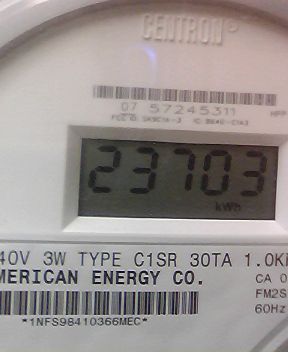 CENTRON®
07 57245311
23703
kWh
40V 3W TYPE C1SR 30TA 1.0K
MERICAN ENERGY CO.
CA 0
FM2S
60Hz
*1NFS98410366MEC*